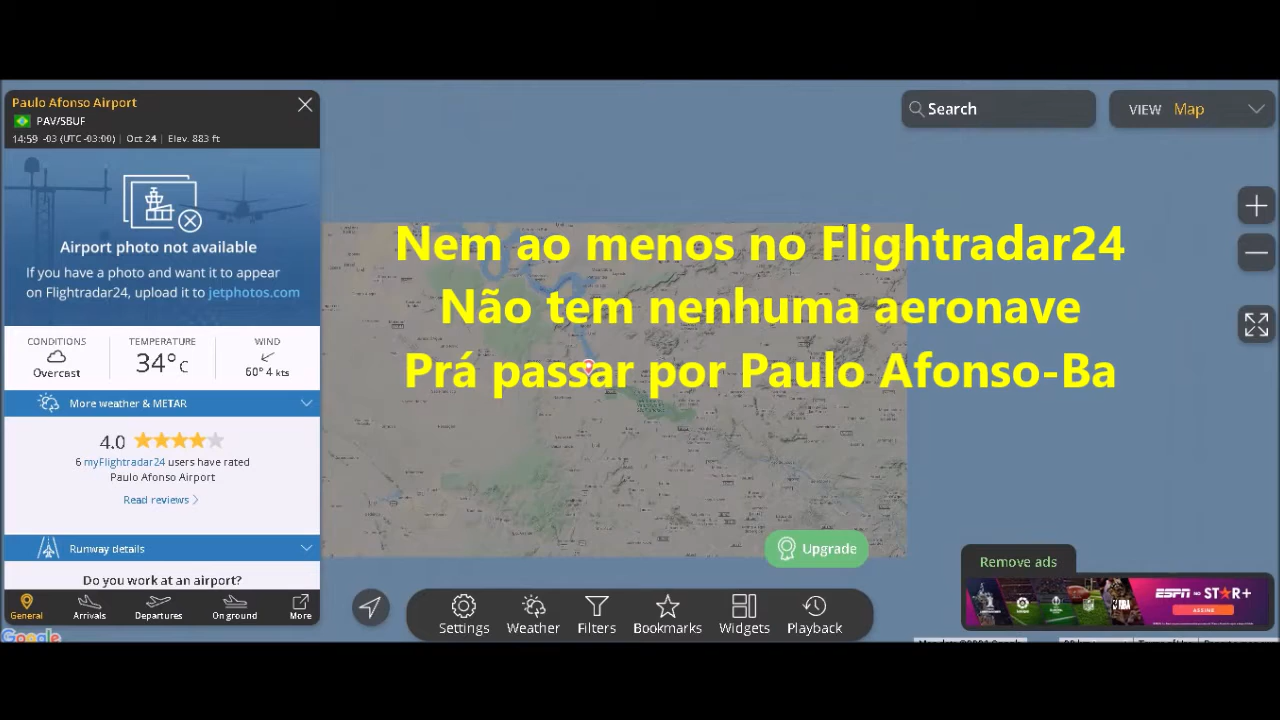 Paulo Afonso Airport
PAV/SBUF
14:59 -03 (UTC -03:00) | Oct 24 | Elev. 883 ft
Airport photo not available
If you have a photo and want it to appear
on Flightradar24, upload it to jetphotos.com
CONDITIONS
Overcast
TEMPERATURE
34°C
WIND
60° 4 kts
More weather & METAR
4.0
6 myFlightradar24 users have rated
Paulo Afonso Airport
Read reviews
Runway details
Do you work at an airport?
General
Arrivals
Departures
On ground
More
Google
Search
VIEW Map
Nem ao menos no Flightradar24
Não tem nenhuma aeronave
Prá passar por Paulo Afonso-Ba
Upgrade
Settings
Weather
Filters
Bookmarks
Widgets
Playback
Remove ads
ESPN
STAR+
ASSINE